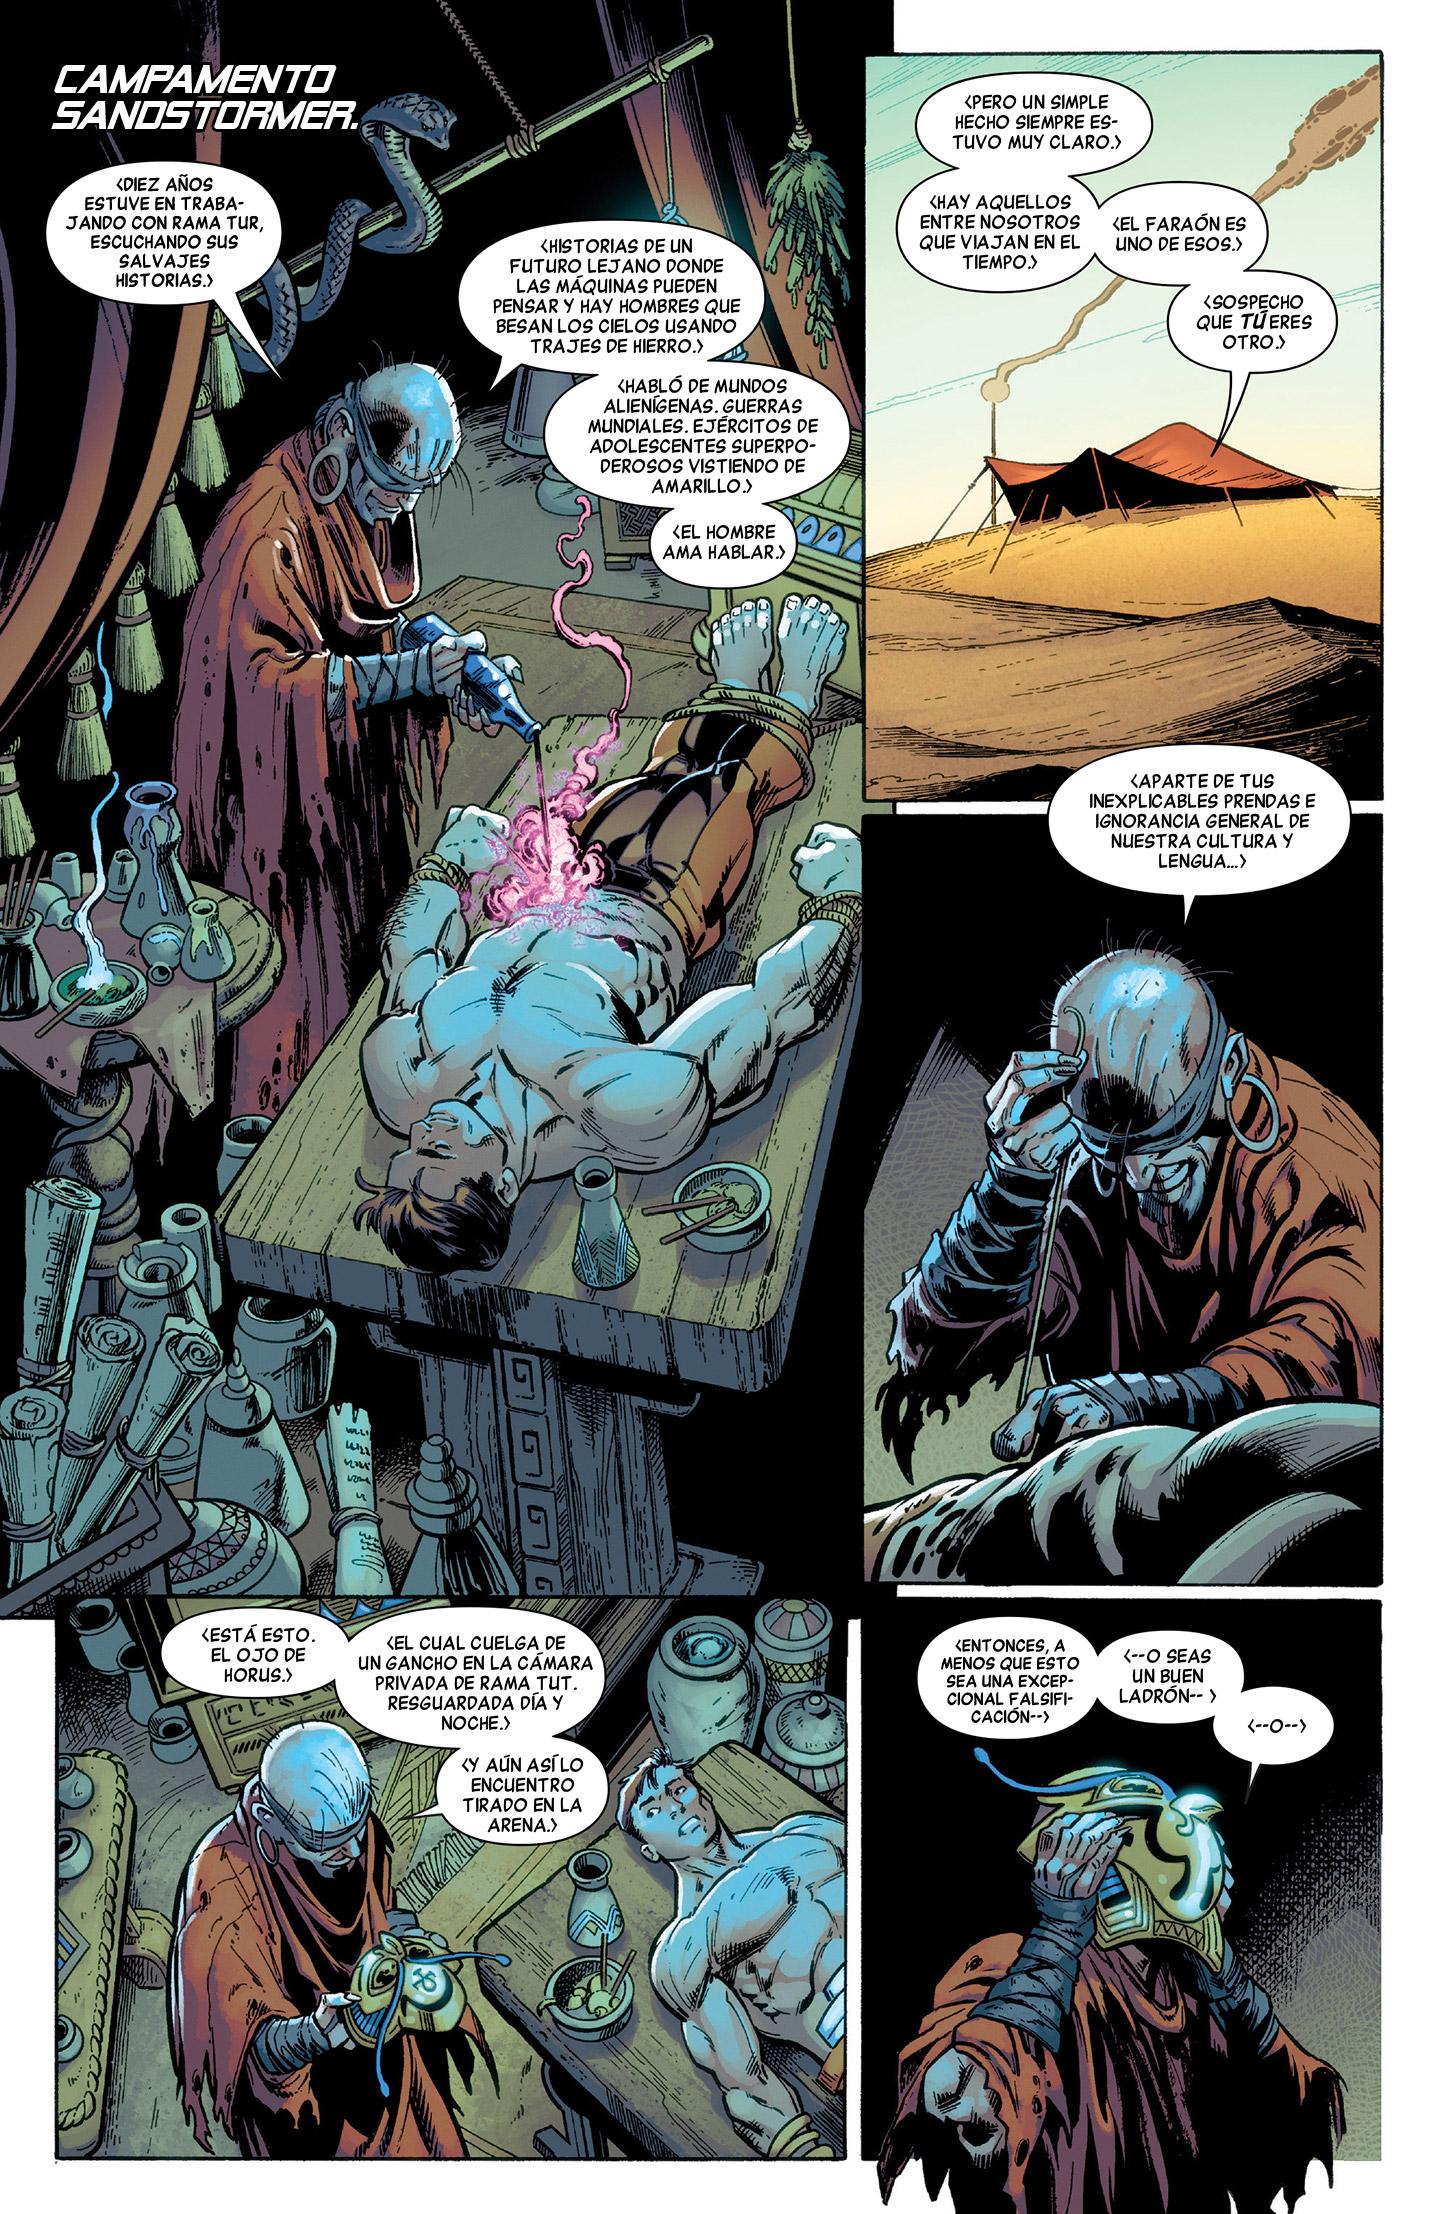 CAMPAMENTO
SANDSTORMER.
<DIEZ AÑOS
ESTUVE EN TRABA-
JANDO CON RAMA TUR,
ESCUCHANDO SUS
SALVAJES
HISTORIAS.>
<HISTORIAS DE UN
FUTURO LEJANO DONDE
LAS MÁQUINAS PUEDEN
PENSAR Y HAY HOMBRES QUE
BESAN LOS CIELOS USANDO
TRAJES DE HIERRO.>
<HABLÓ DE MUNDOS
ALIENÍGENAS. GUERRAS
MUNDIALES. EJÉRCITOS DE
ADOLESCENTES SUPERPO-
DEROSOS VISTIENDO DE
AMARILLO.>
<EL HOMBRE
AMA HABLAR.>
<PERO UN SIMPLE
HECHO SIEMPRE ES-
TUVO MUY CLARO.>
<HAY AQUELLOS
ENTRE NOSOTROS
QUE VIAJAN EN EL
TIEMPO.>
<EL FARAÓN ES
UNO DE ESOS.>
<SOSPECHO
QUE TÚ ERES
OTRO.>
<APARTE DE TUS
INEXPLICABLES PRENDAS E
IGNORANCIA GENERAL DE
NUESTRA CULTURA Y
LENGUA...>
<ESTÁ ESTO.
EL OJO DE
HORUS.>
<EL CUAL CUELGA DE
UN GANCHO EN LA CÁMARA
PRIVADA DE RAMA TUT.
RESGUARDADA DÍA Y
NOCHE.>
<Y AÚN ASÍ LO
ENCUENTRO
TIRADO EN LA
ARENA.>
<ENTONCES, A
MENOS QUE ESTO
SEA UNA EXCEP-
CIONAL FALSIFI-
CACIÓN-->
<--O SEAS
UN BUEN
LADRÓN-- >
<--O-->